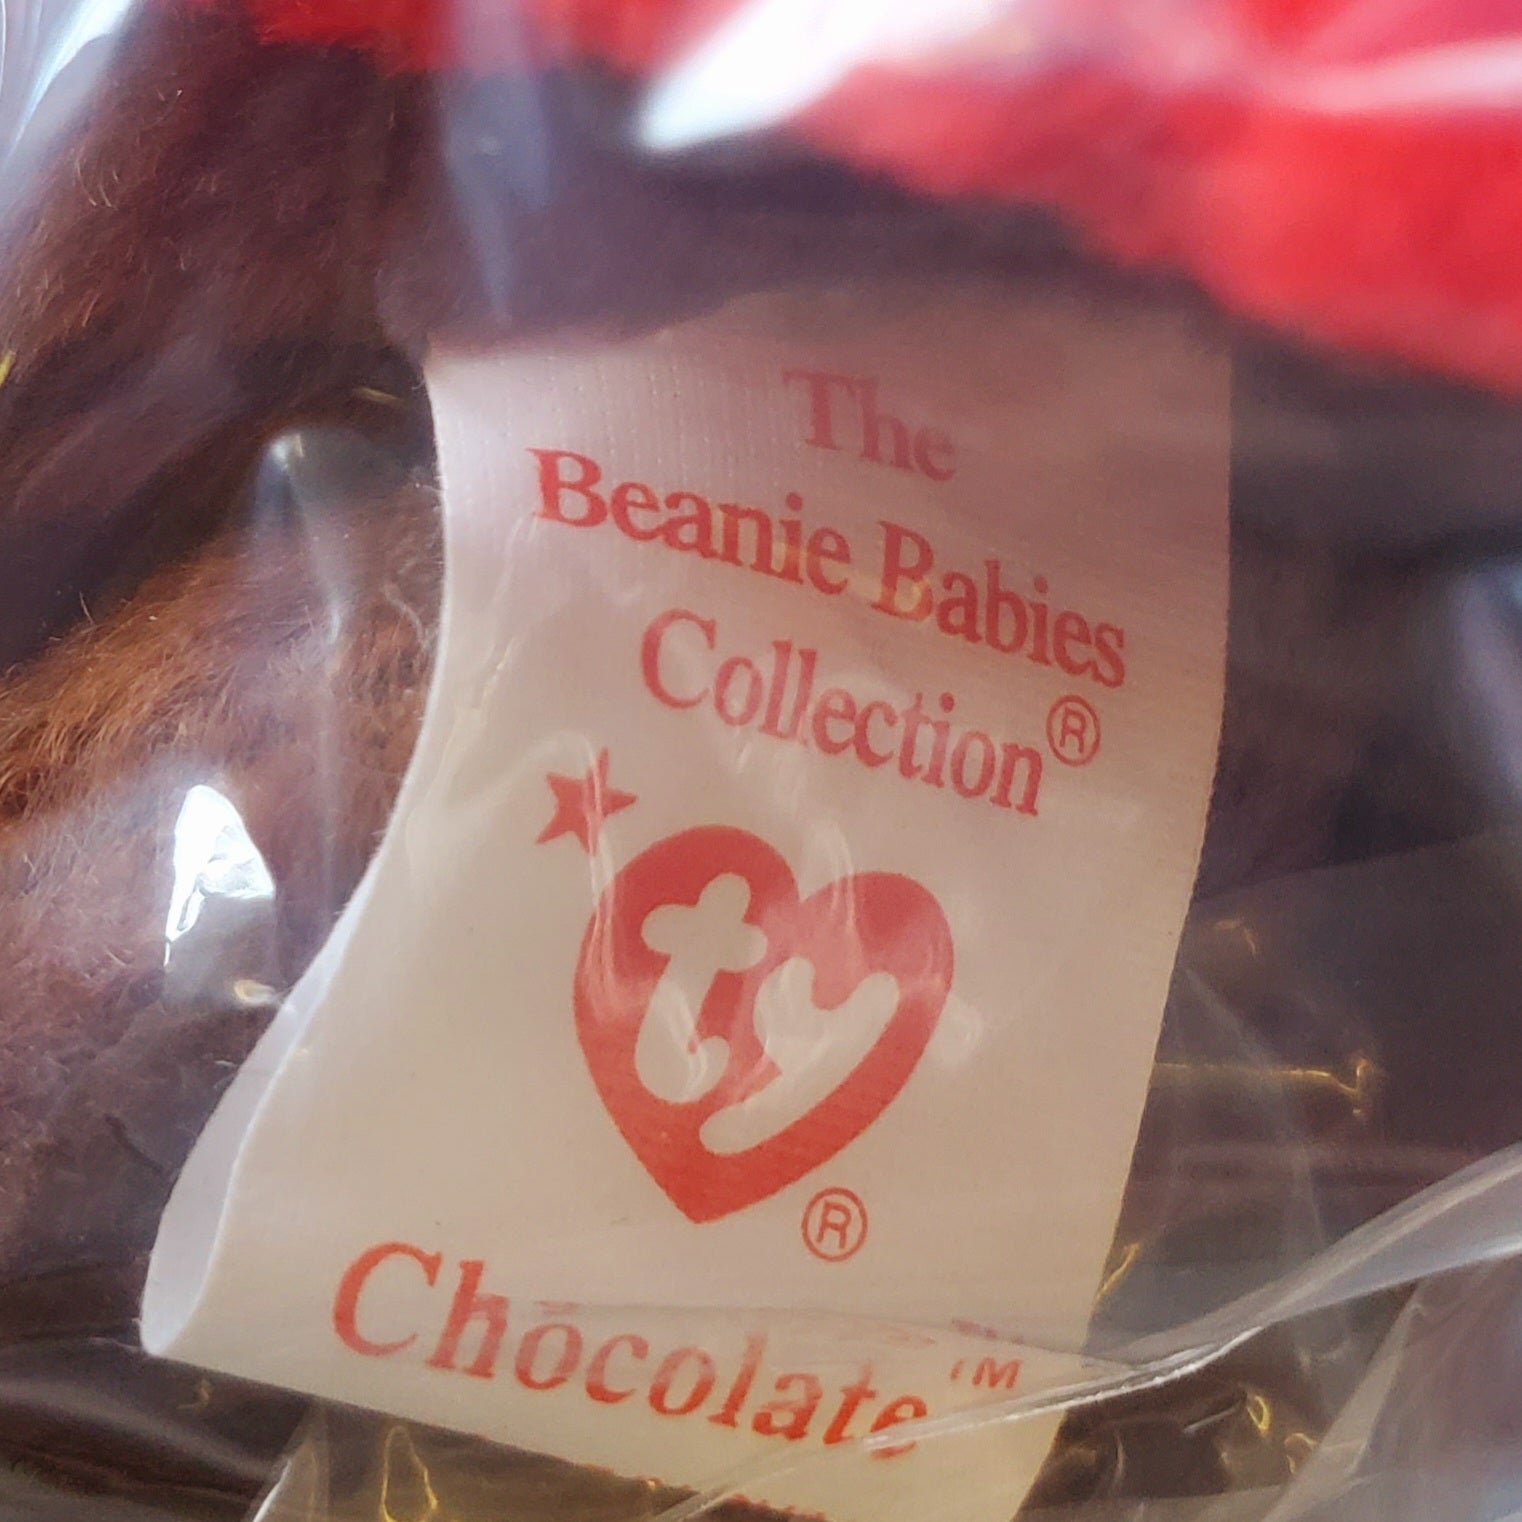 The
Beanie Babies
Collection®
ty
®
Chocolate™